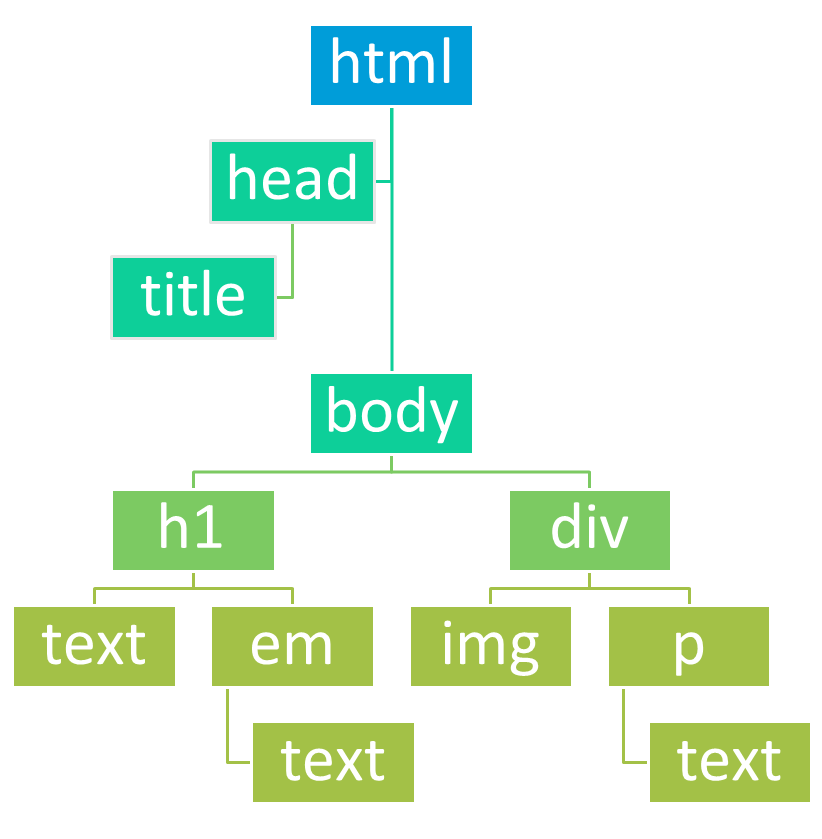 html
head
title
body
h1
div
text
em
img
p
text
text